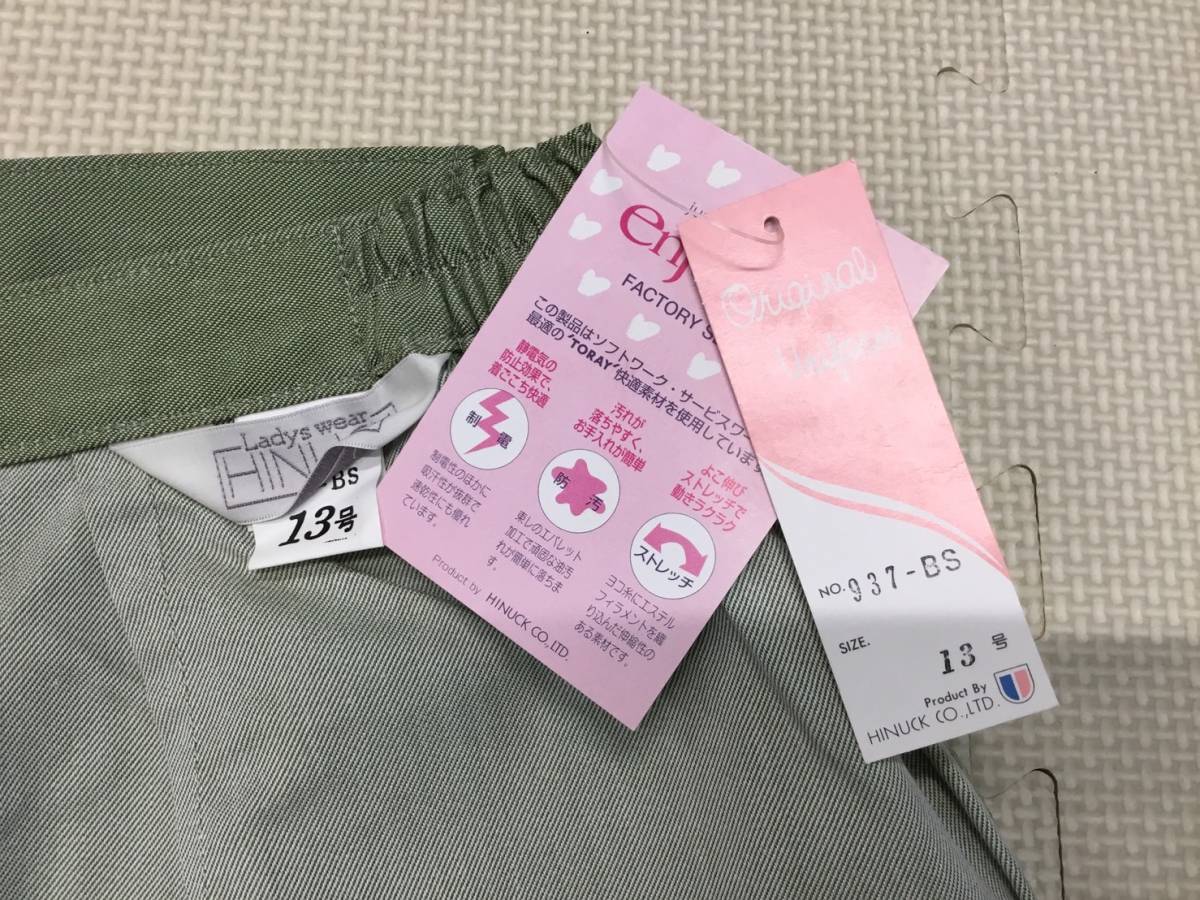 Ladys wear
-BS
13号
FACTORY
この製品はソフトワーク・サービスワー
最適の"TORAY"快適素材を使用しています
静電気の
防止効果で、
着ごこち快適
制電
制電性のほかに
吸汗性が抜群で
速乾性にも優れ
ています。
汚れが
落ちやすく、
お手入れが簡単
防汚
東レのエバレット
加工で頑固な油汚
れが簡単に落ちま
す。
よこ伸び
ストレッチで
動きラクラク
ストレッチ
ヨコ糸にエステル
フィラメントを織
り込んだ伸縮性の
ある素材です。
Product by HINUCK CO.,LTD.
Original
Uniform
NO. 937-BS
SIZE. 13 号
Product By
HINUCK CO.,LTD.